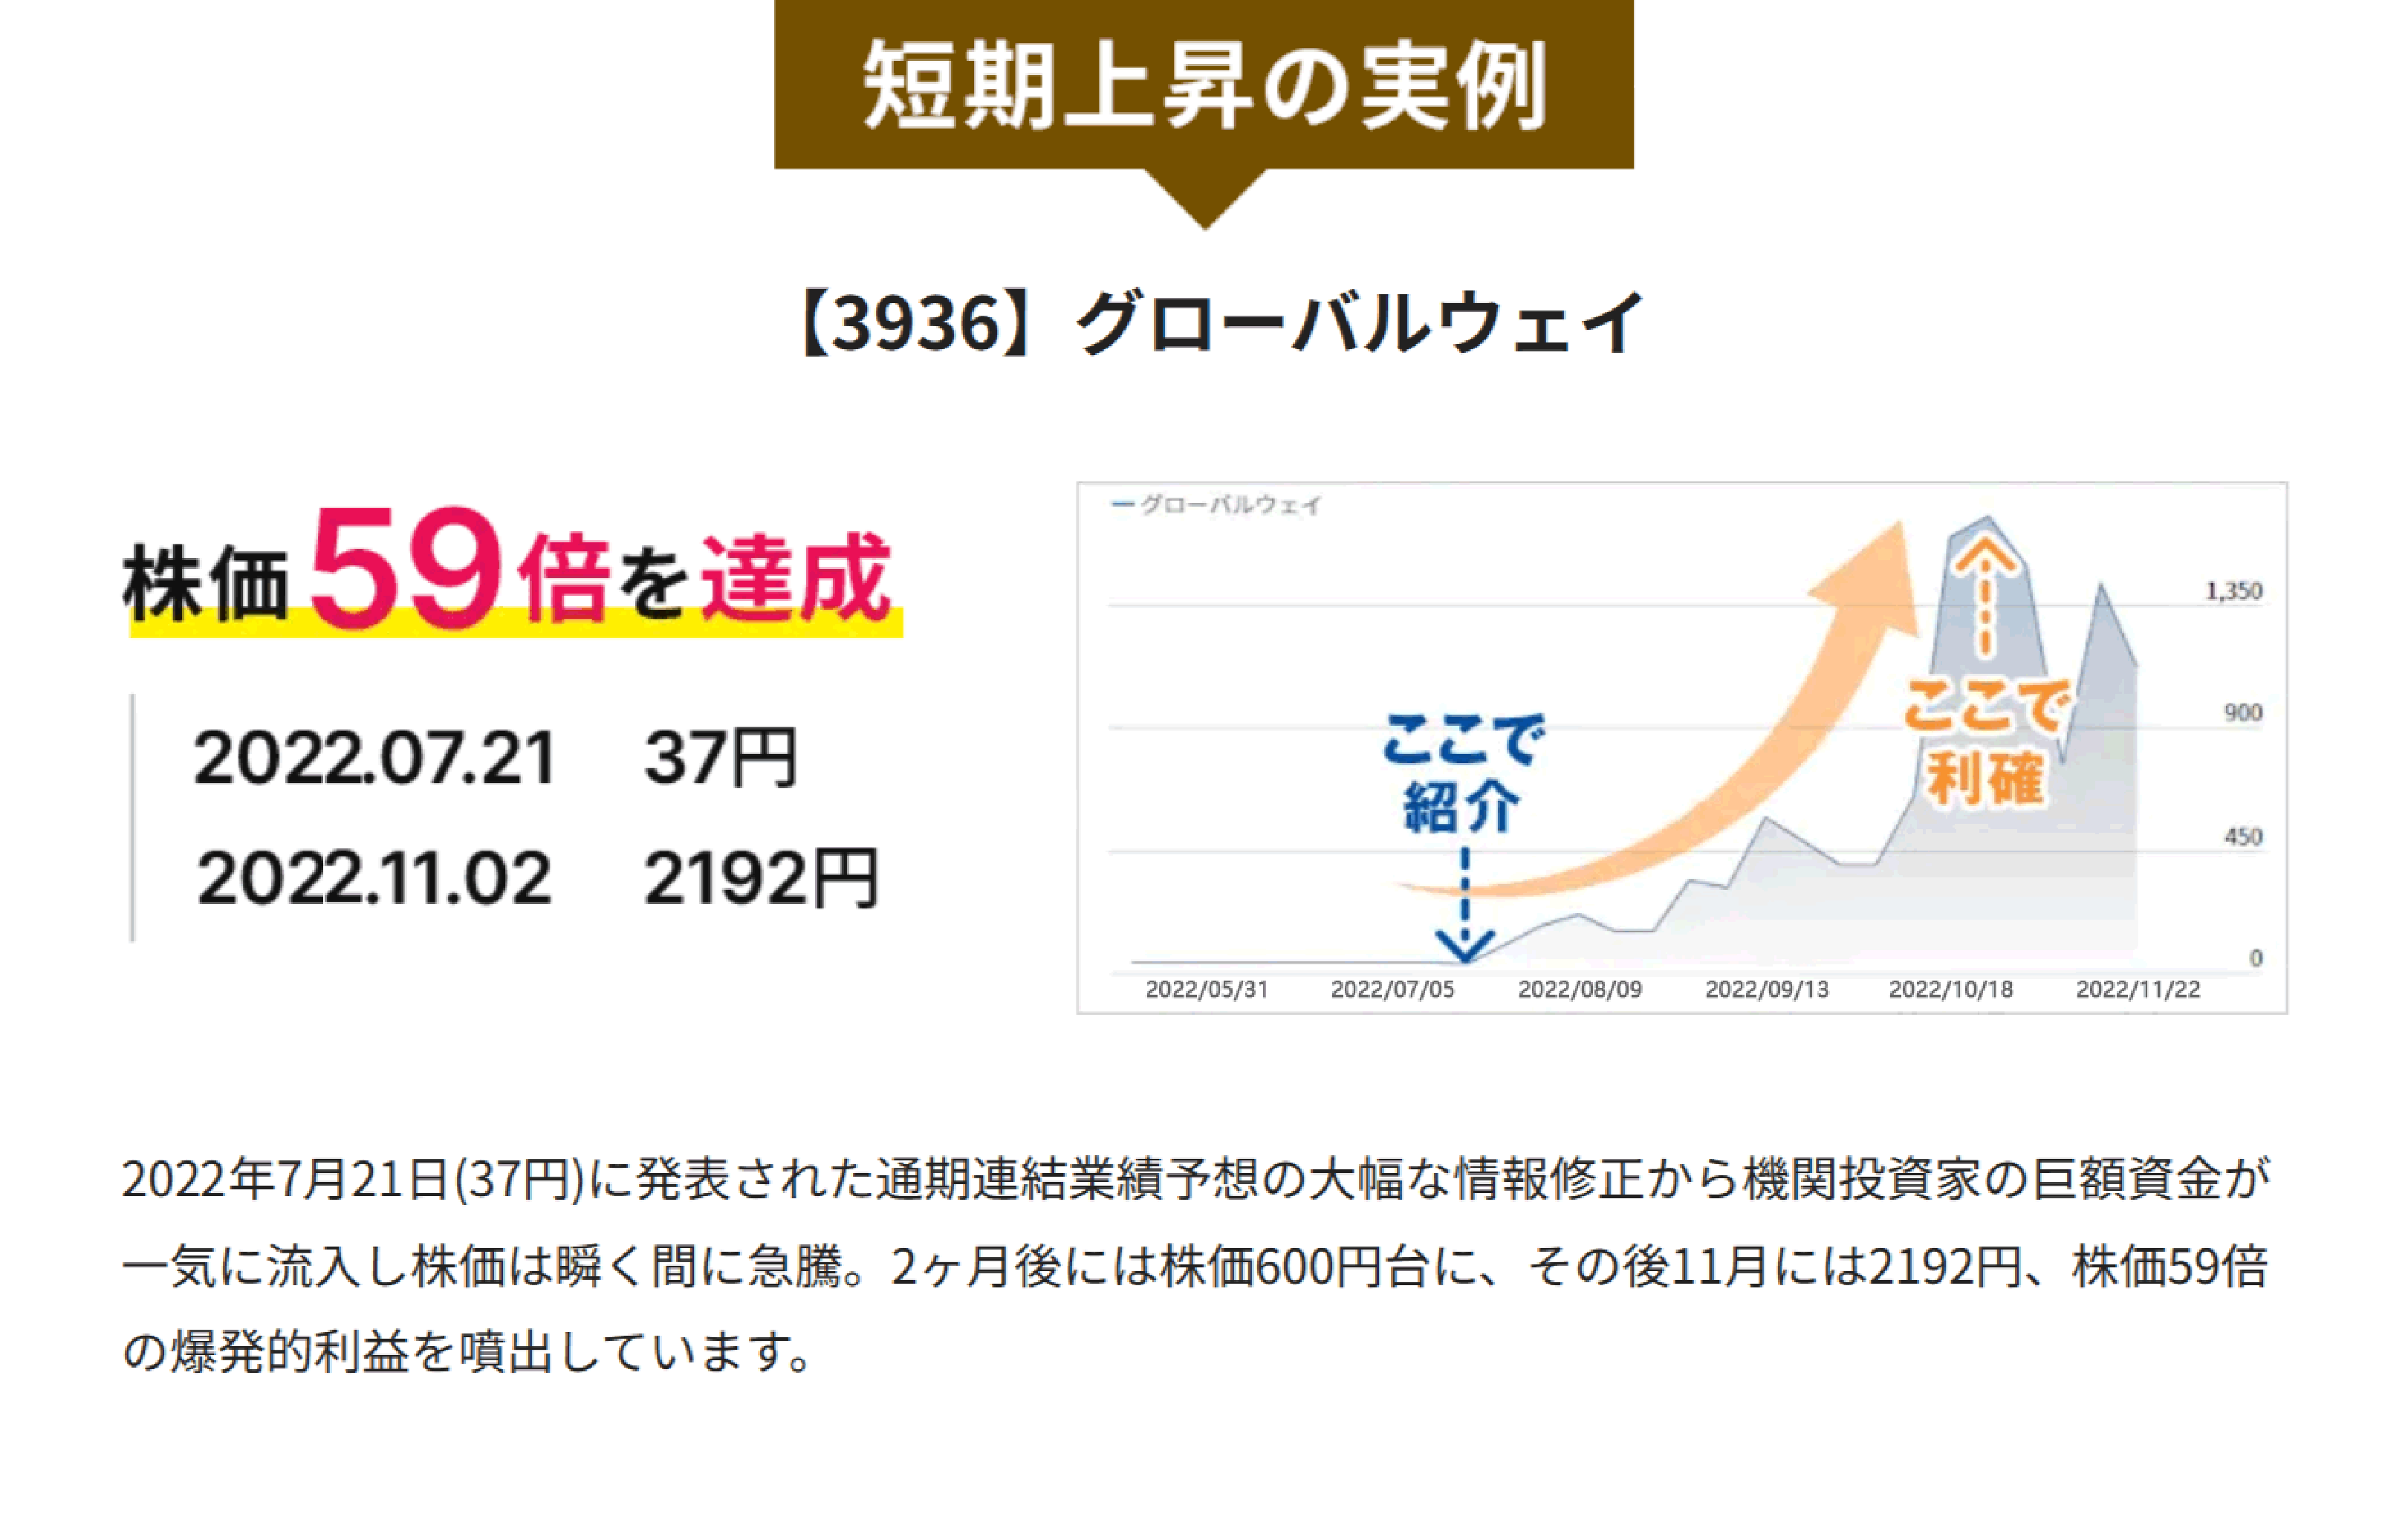 短期上昇の実例
【3936】グローバルウェイ
株価59倍を達成
2022.07.21 37円
2022.11.02 2192円
グローバルウェイ
ここで
紹介
ここで
利確
1,350
900
450
0
2022/05/31 2022/07/05 2022/08/09 2022/09/13 2022/10/18 2022/11/22
2022年7月21日(37円)に発表された通期連結業績予想の大幅な情報修正から機関投資家の巨額資金が
一気に流入し株価は瞬く間に急騰。2ヶ月後には株価600円台に、その後11月には2192円、株価59倍
の爆発的利益を噴出しています。